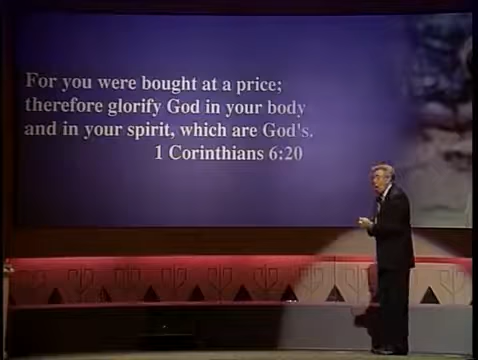 For you were bought at a price;
therefore glorify God in your body
and in your spirit, which are God's.
1 Corinthians 6:20